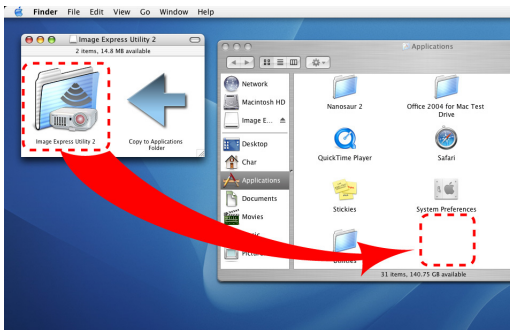 Finder File Edit View Go Window Help
Image Express Utility 2
2 items, 14.8 MB available
Image Express Utility 2
Copy to Applications
Folder
Applications
Network
Macintosh HD
Image E...
Desktop
Char
Applications
Documents
Movies
Nanosaur 2
Office 2004 for Mac Test
Drive
QuickTime Player
Safari
Stickies
System Preferences
31 items, 140.75 GB available